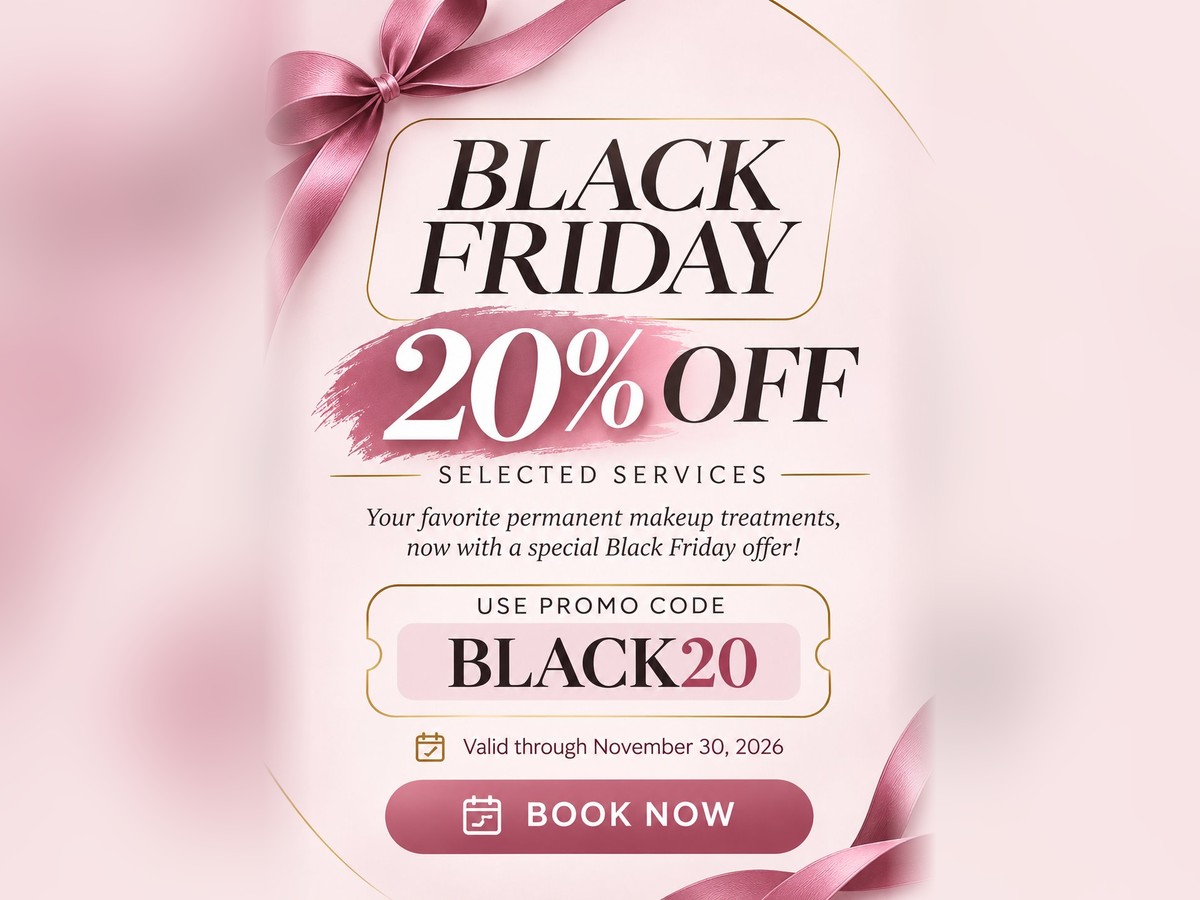 BLACK
FRIDAY
20% OFF
SELECTED SERVICES
Your favorite permanent makeup treatments,
now with a special Black Friday offer!
USE PROMO CODE
BLACK20
Valid through November 30, 2026
BOOK NOW